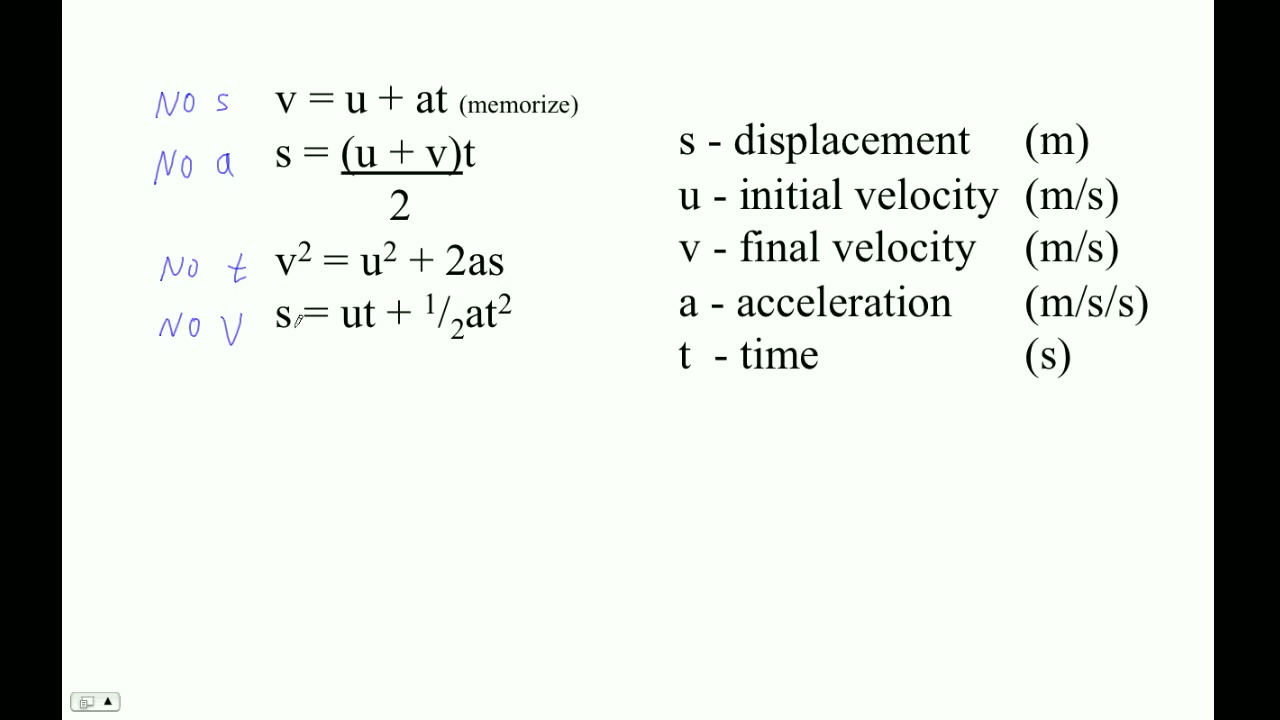 No s v = u + at (memorize)
No a s = (u + v)t
2
No t v² = u² + 2as
No V s = ut + ¹/₂at²
s - displacement (m)
u - initial velocity (m/s)
v - final velocity (m/s)
a - acceleration (m/s/s)
t - time (s)